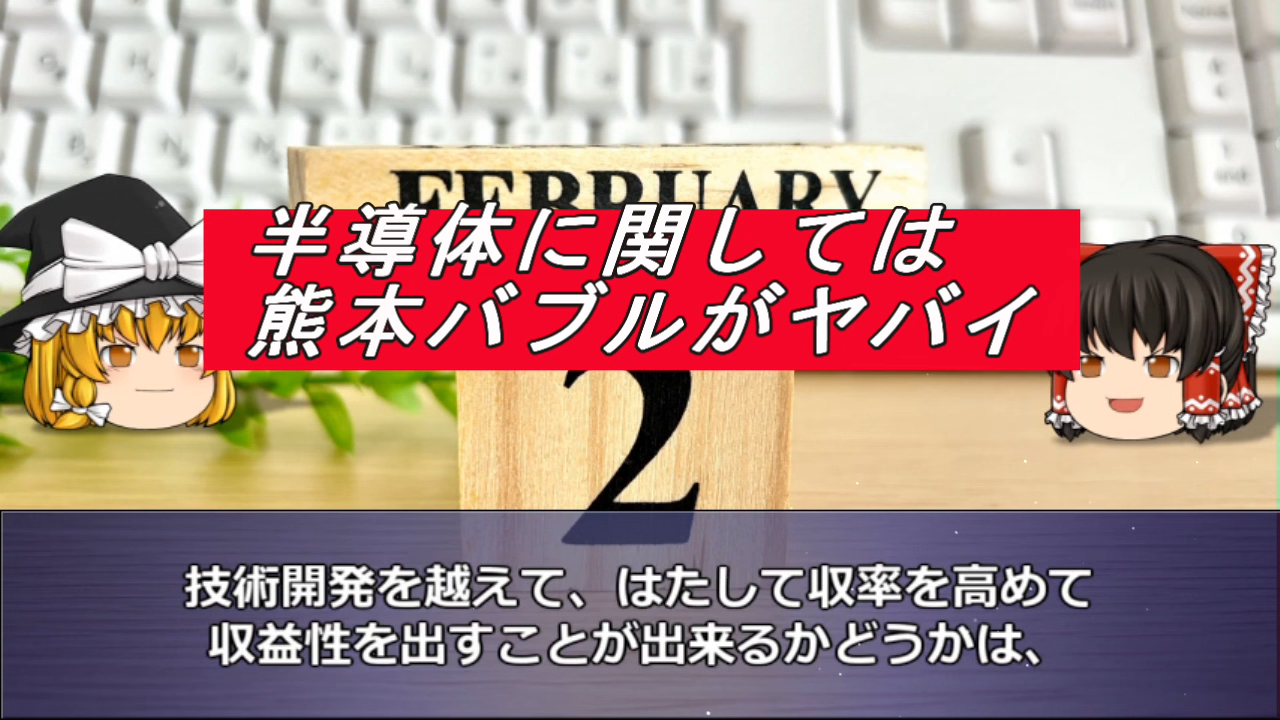 FEBRUARY
半導体に関しては
熊本バブルがヤバイ
2
技術開発を越えて、はたして収率を高めて
収益性を出すことが出来るかどうかは、